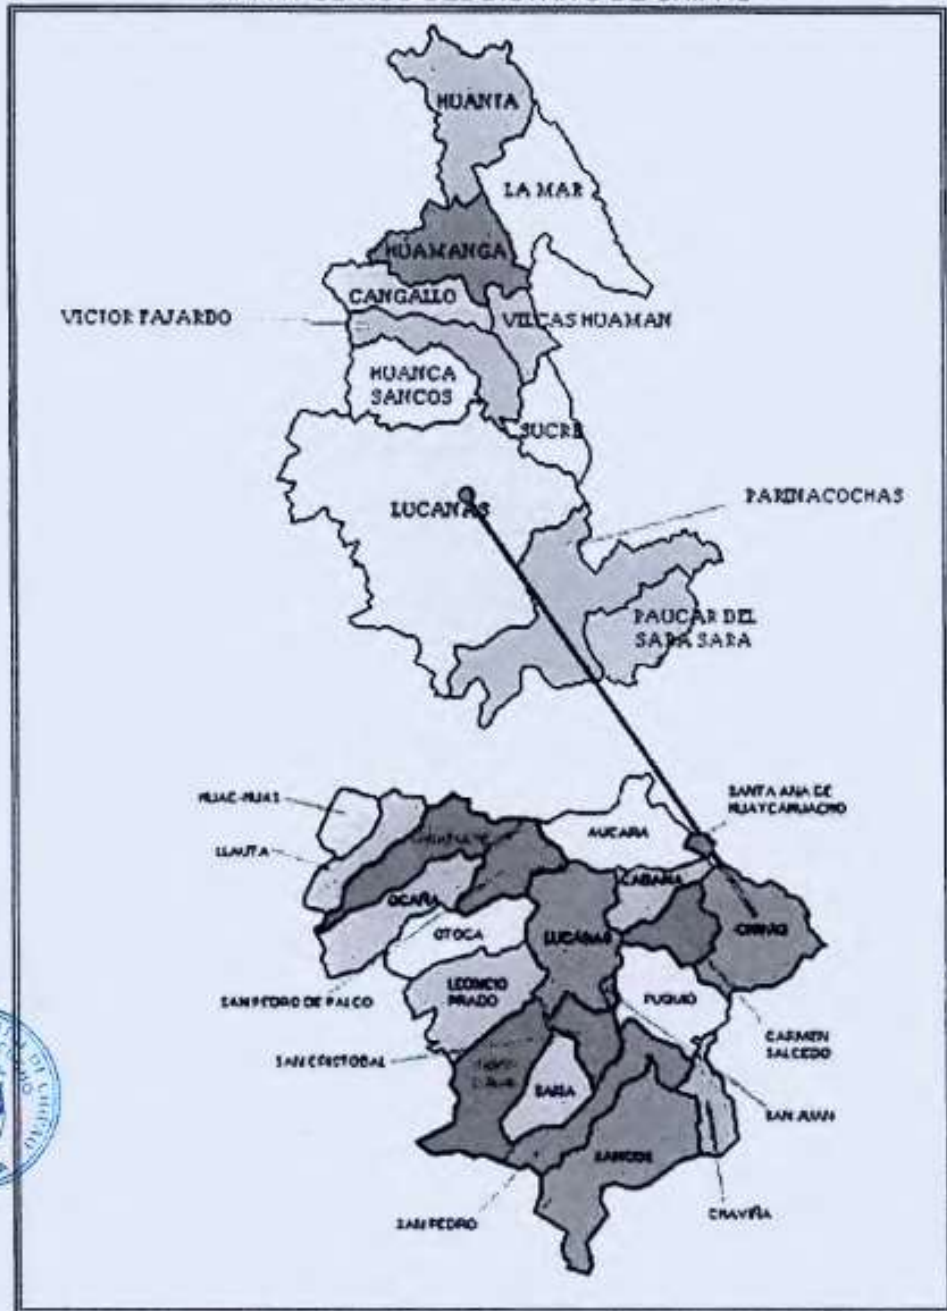 HUANTA
LA MAR
HUAMANGA
CANGALLO
VICTOR FAJARDO
VILCAS HUAMAN
HUANCA
SANCOS
SUCRE
PARINACOCHAS
LUCANAS
PAUCAR DEL
SARA SARA
HUAC-HUAS
SANTA ANA DE
HUAYCAHUACHO
AUCARA
LLAUTA
CABANA
OCAÑA
CHIPAO
OTOCA
LUCANAS
LEONCIO
PRADO
PUQUIO
SAN PEDRO DE PALCO
CARMEN
SALCEDO
SAN CRISTOBAL
SAISA
SAN JUAN
SANCOS
SAN PEDRO
CHAVIÑA